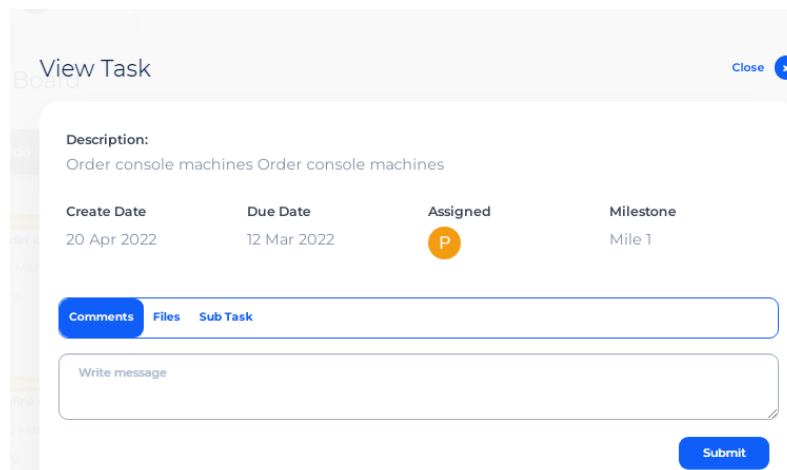 View Task
Close
Board
Description:
Order console machines Order console machines
Create Date Due Date Assigned Milestone
20 Apr 2022 12 Mar 2022 P Mile 1
Comments Files Sub Task
Write message
Submit